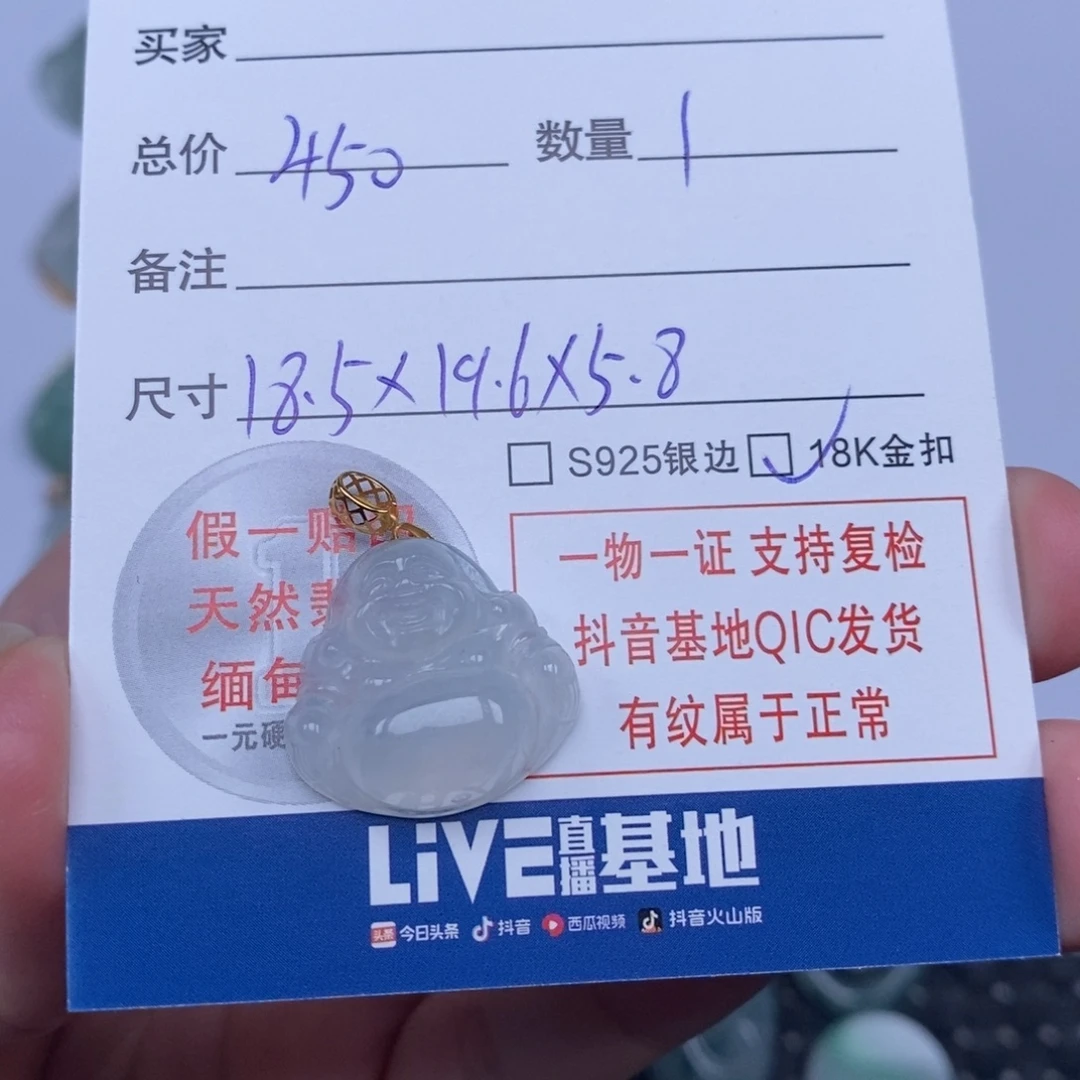 买家
总价 450 数量 1
备注
尺寸 18.5×19.6×5.8
S925银边 18K金扣
假一赔
天然
缅甸
一元硬
一物一证 支持复检
抖音基地QIC发货
有纹属于正常
LiVE直播基地
头条 今日头条 抖音 西瓜视频 抖音火山版